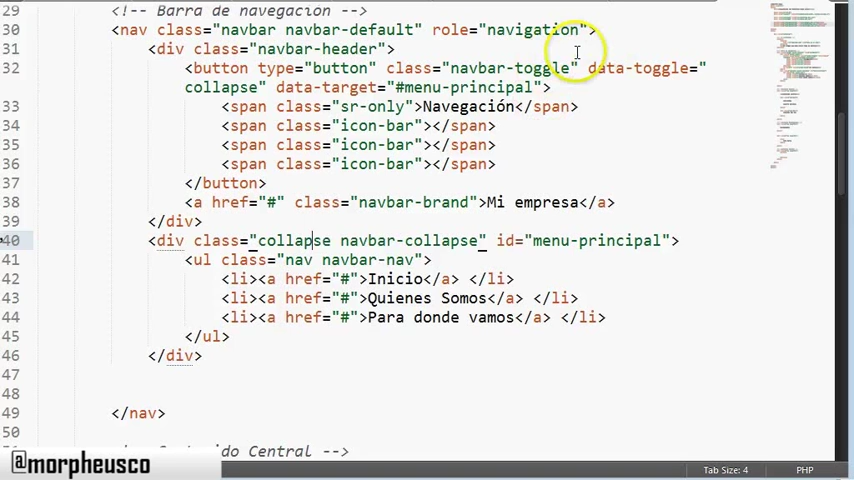 29 <!-- Barra de navegacion -->
30 <nav class="navbar navbar-default" role="navigation">
31 <div class="navbar-header">
32 <button type="button" class="navbar-toggle" data-toggle="
collapse" data-target="#menu-principal">
33 <span class="sr-only">Navegación</span>
34 <span class="icon-bar"></span>
35 <span class="icon-bar"></span>
36 <span class="icon-bar"></span>
37 </button>
38 <a href="#" class="navbar-brand">Mi empresa</a>
39 </div>
40 <div class="collapse navbar-collapse" id="menu-principal">
41 <ul class="nav navbar-nav">
42 <li><a href="#">Inicio</a> </li>
43 <li><a href="#">Quienes Somos</a> </li>
44 <li><a href="#">Para donde vamos</a> </li>
45 </ul>
46 </div>
47
48
49 </nav>
50
Central -->
@morpheusco
Tab Size: 4 PHP